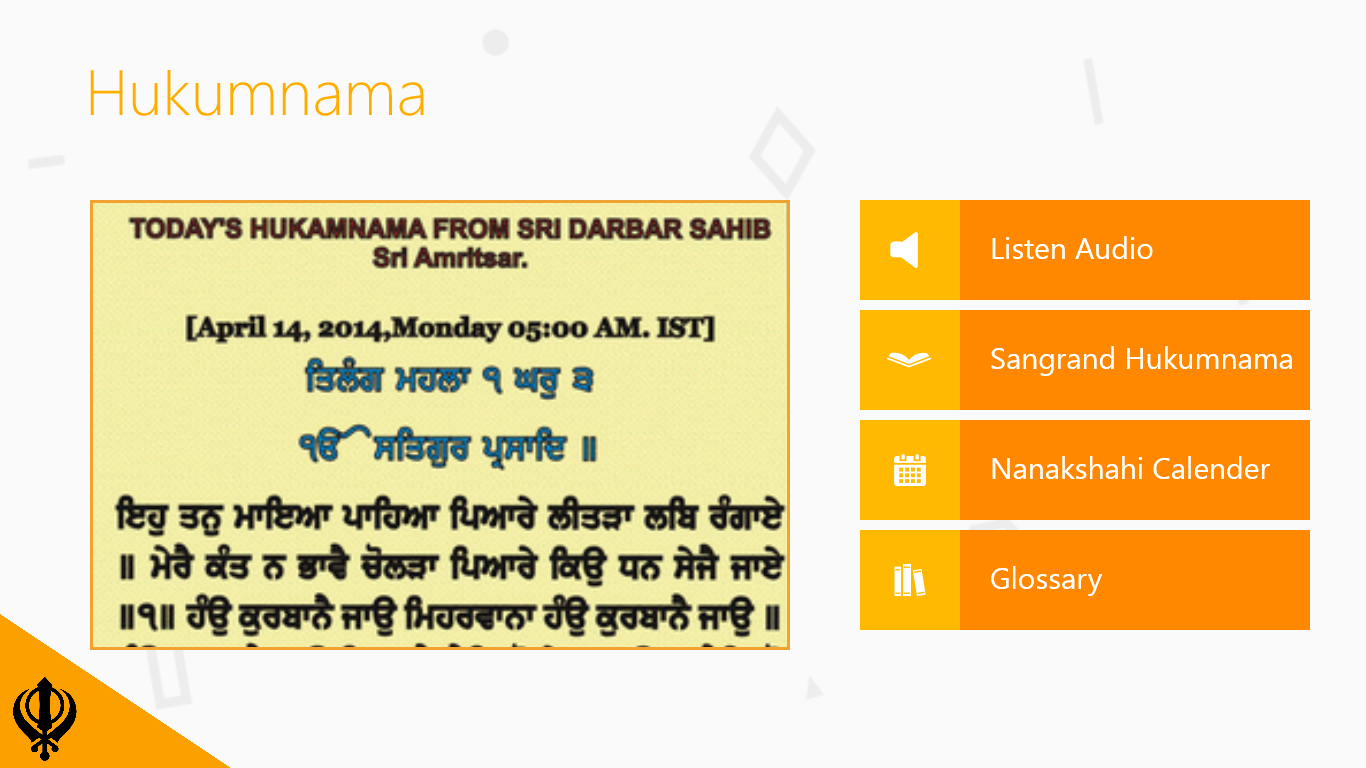 Hukumnama
TODAY'S HUKAMNAMA FROM SRI DARBAR SAHIB
Sri Amritsar.
[April 14, 2014,Monday 05:00 AM. IST]
ਤਿਲੰਗ ਮਹਲਾ ੧ ਘਰੁ ੩
ੴ ਸਤਿਗੁਰ ਪ੍ਰਸਾਦਿ ॥
ਇਹੁ ਤਨੁ ਮਾਇਆ ਪਾਹਿਆ ਪਿਆਰੇ ਲੀਤੜਾ ਲਬਿ ਰੰਗਾਏ
॥ ਮੇਰੈ ਕੰਤ ਨ ਭਾਵੈ ਚੋਲੜਾ ਪਿਆਰੇ ਕਿਉ ਧਨ ਸੇਜੈ ਜਾਏ
॥੧॥ ਹੰਉ ਕੁਰਬਾਨੈ ਜਾਉ ਮਿਹਰਵਾਨਾ ਹੰਉ ਕੁਰਬਾਨੈ ਜਾਉ ॥
Listen Audio
Sangrand Hukumnama
Nanakshahi Calender
Glossary